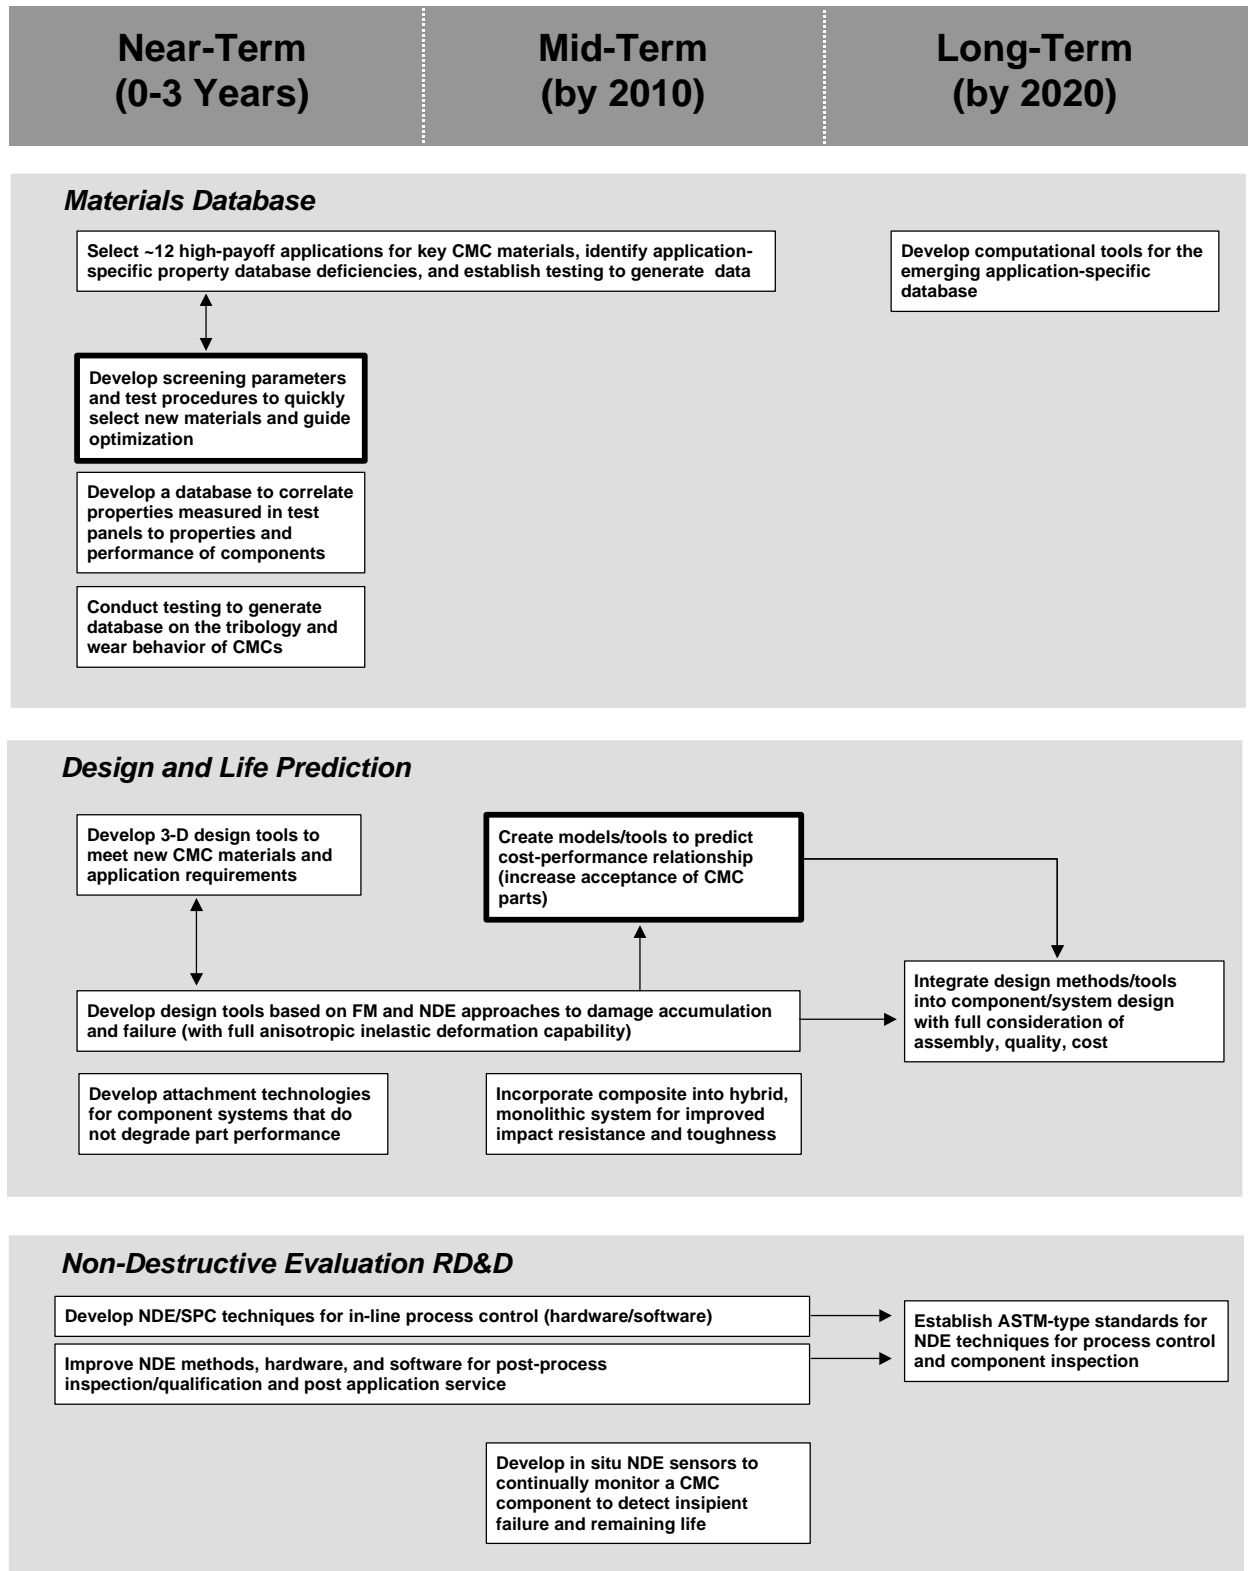 Near-Term
(0-3 Years)
Mid-Term
(by 2010)
Long-Term
(by 2020)
Materials Database
Select ~12 high-payoff applications for key CMC materials, identify application-
specific property database deficiencies, and establish testing to generate data
Develop computational tools for the
emerging application-specific
database
Develop screening parameters
and test procedures to quickly
select new materials and guide
optimization
Develop a database to correlate
properties measured in test
panels to properties and
performance of components
Conduct testing to generate
database on the tribology and
wear behavior of CMCs
Design and Life Prediction
Develop 3-D design tools to
meet new CMC materials and
application requirements
Create models/tools to predict
cost-performance relationship
(increase acceptance of CMC
parts)
Develop design tools based on FM and NDE approaches to damage accumulation
and failure (with full anisotropic inelastic deformation capability)
Integrate design methods/tools
into component/system design
with full consideration of
assembly, quality, cost
Develop attachment technologies
for component systems that do
not degrade part performance
Incorporate composite into hybrid,
monolithic system for improved
impact resistance and toughness
Non-Destructive Evaluation RD&D
Develop NDE/SPC techniques for in-line process control (hardware/software)
Improve NDE methods, hardware, and software for post-process
inspection/qualification and post application service
Establish ASTM-type standards for
NDE techniques for process control
and component inspection
Develop in situ NDE sensors to
continually monitor a CMC
component to detect insipient
failure and remaining life